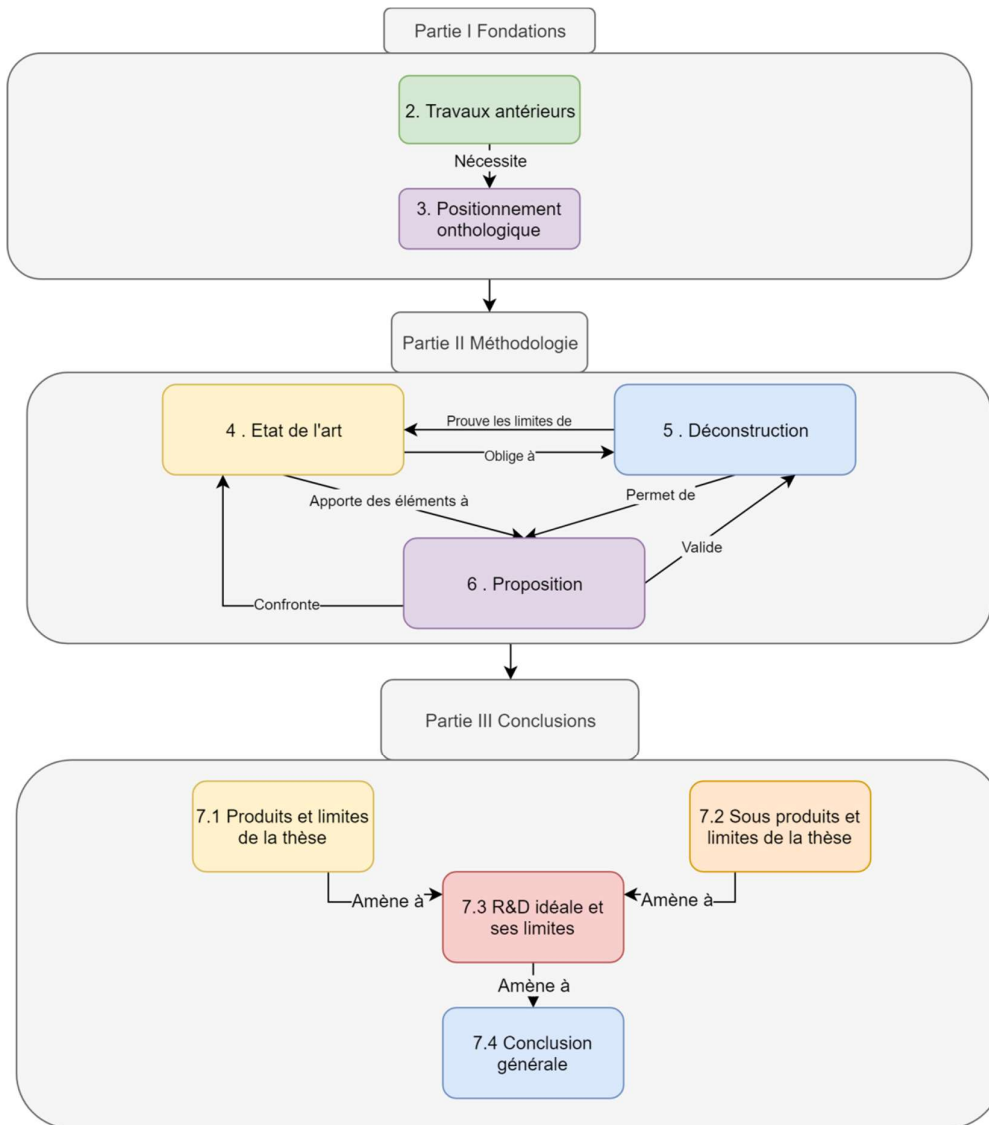 Partie I Fondations
2. Travaux antérieurs
Nécessite
3. Positionnement
onthologique
Partie II Méthodologie
4 . Etat de l'art
Prouve les limites de
Oblige à
5 . Déconstruction
Apporte des éléments à
Permet de
Valide
6 . Proposition
Confronte
Partie III Conclusions
7.1 Produits et limites
de la thèse
7.2 Sous produits et
limites de la thèse
Amène à
7.3 R&D idéale et
ses limites
Amène à
Amène à
7.4 Conclusion
générale